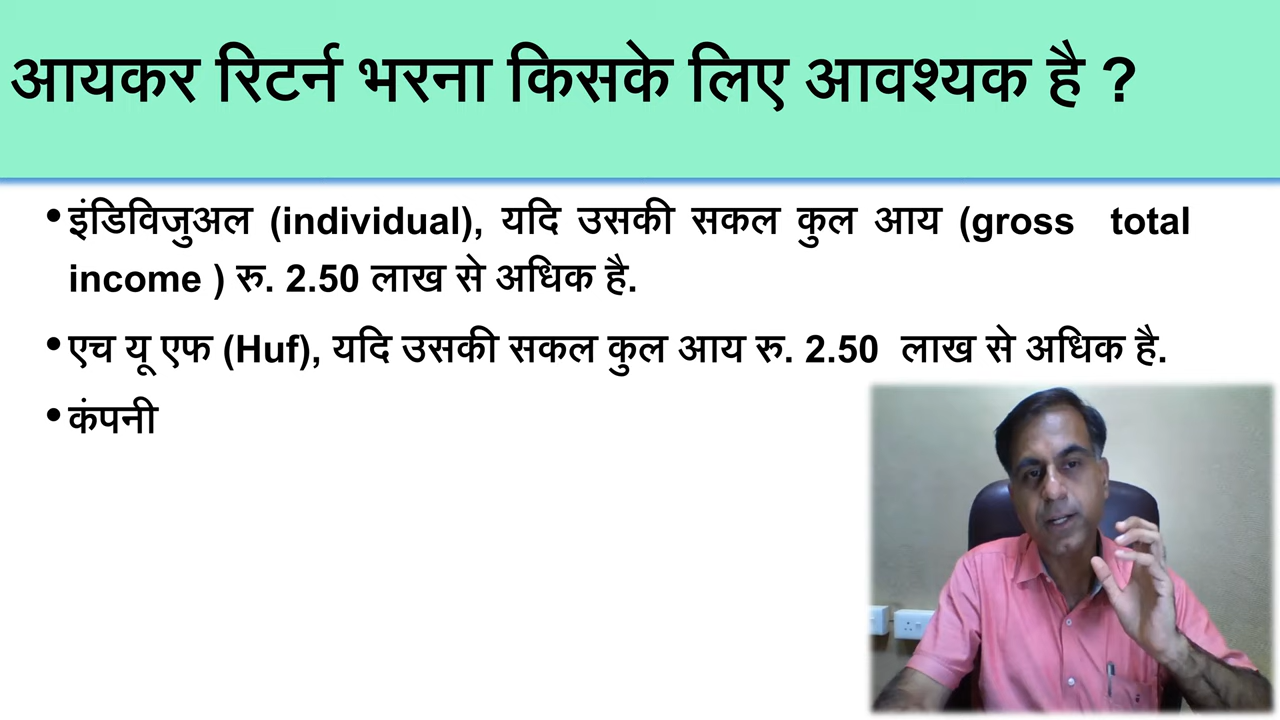 आयकर रिटर्न भरना किसके लिए आवश्यक है ?
•इंडिविजुअल (individual), यदि उसकी सकल कुल आय (gross total
income ) रु. 2.50 लाख से अधिक है.
•एच यू एफ (Huf), यदि उसकी सकल कुल आय रु. 2.50 लाख से अधिक है.
•कंपनी